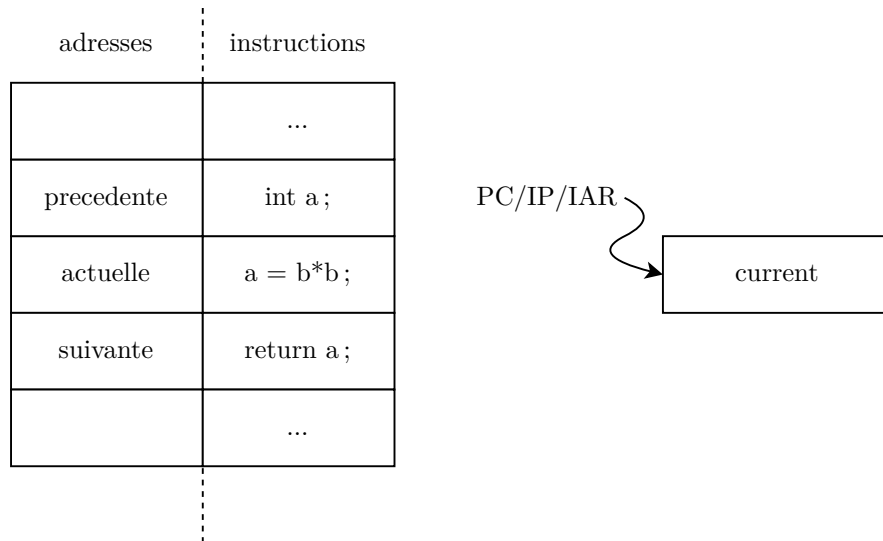 adresses instructions
...
precedente int a ;
PC/IP/IAR
actuelle a = b*b ;
current
suivante return a ;
...